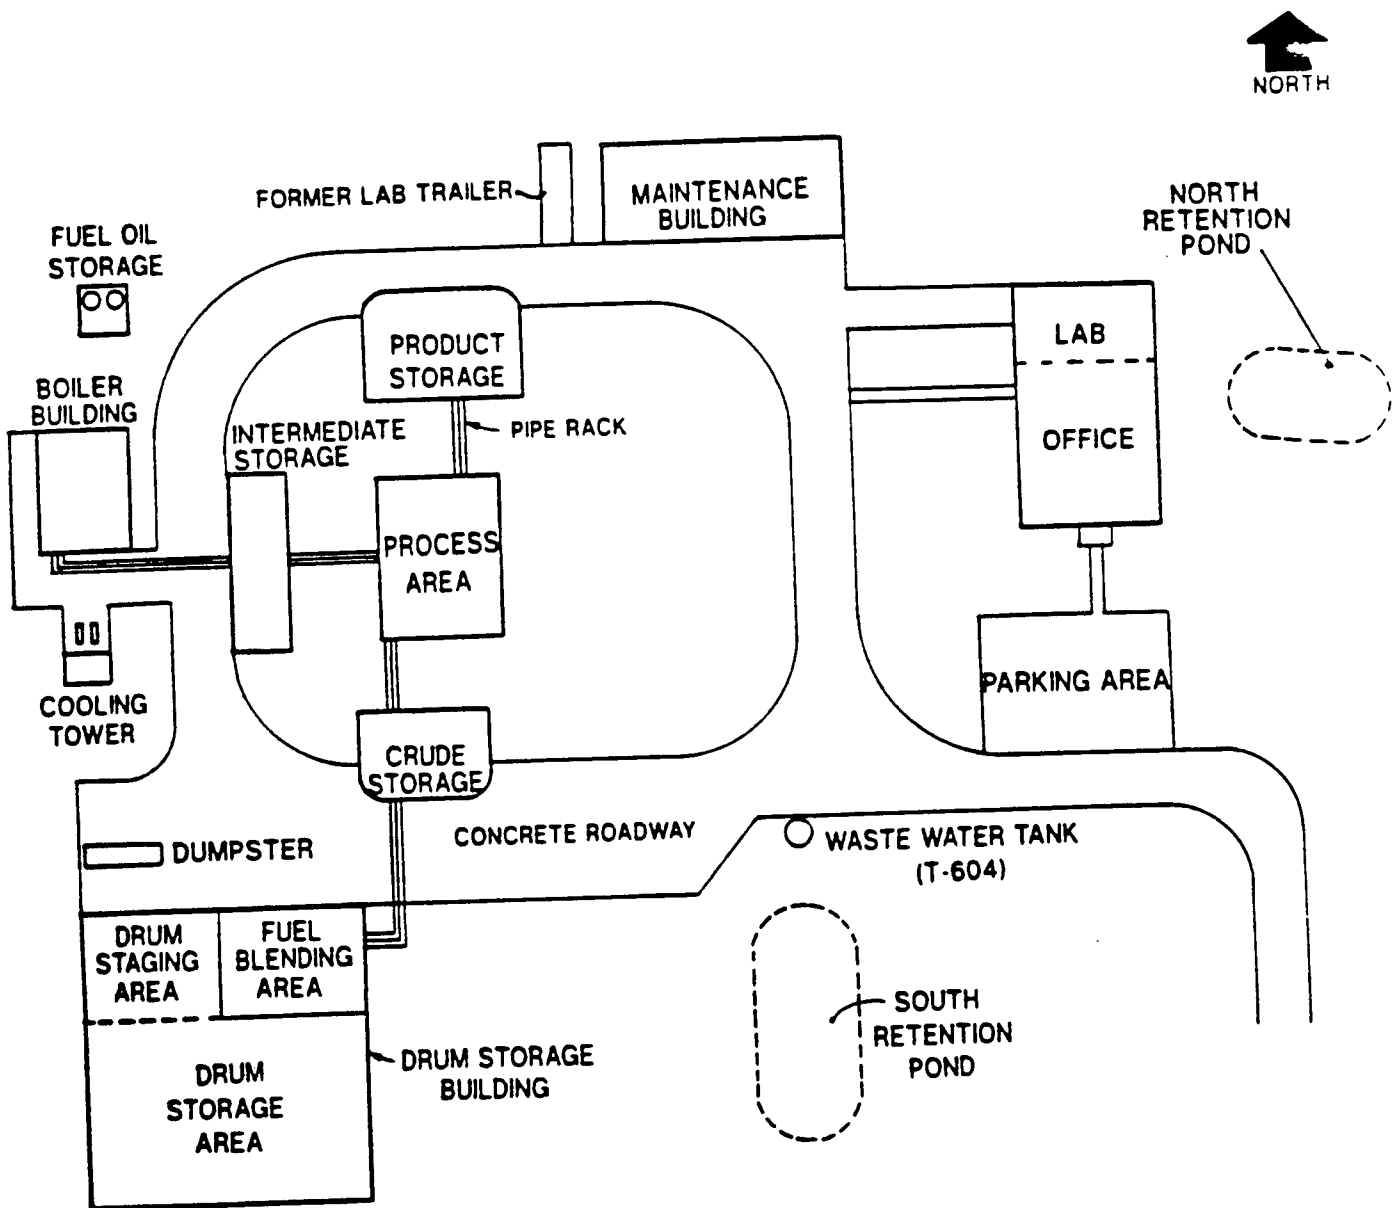 NORTH
FORMER LAB TRAILER
MAINTENANCE
BUILDING
NORTH
RETENTION
POND
FUEL OIL
STORAGE
PRODUCT
STORAGE
LAB
BOILER
BUILDING
INTERMEDIATE
STORAGE
PIPE RACK
OFFICE
PROCESS
AREA
PARKING AREA
COOLING
TOWER
CRUDE
STORAGE
CONCRETE ROADWAY
WASTE WATER TANK
(T-604)
DUMPSTER
DRUM
STAGING
AREA
FUEL
BLENDING
AREA
SOUTH
RETENTION
POND
DRUM STORAGE
BUILDING
DRUM
STORAGE
AREA